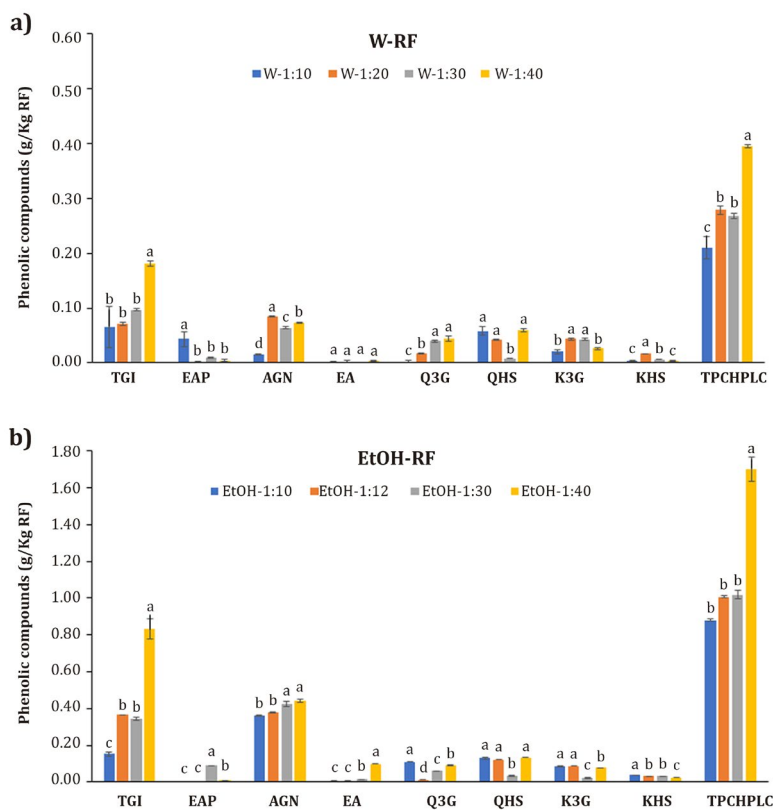 a)
W-RF
W-1:10 W-1:20 W-1:30 W-1:40
Phenolic compounds (g/Kg RF)
0.60
0.50
0.40
0.30
0.20
0.10
0.00
b b b a
a b b b
d a c b
a a a a
c b a a
a a b a
b a a b
c a b c
c b b a
TGI EAP AGN EA Q3G QHS K3G KHS TPCHPLC
b)
EtOH-RF
EtOH-1:10 EtOH-1:12 EtOH-1:30 EtOH-1:40
Phenolic compounds (g/Kg RF)
1.80
1.60
1.40
1.20
1.00
0.80
0.60
0.40
0.20
0.00
c b b a
c c a b
b b a a
c c b a
a d c b
a a b a
a a c b
a b b c
b b b a
TGI EAP AGN EA Q3G QHS K3G KHS TPCHPLC